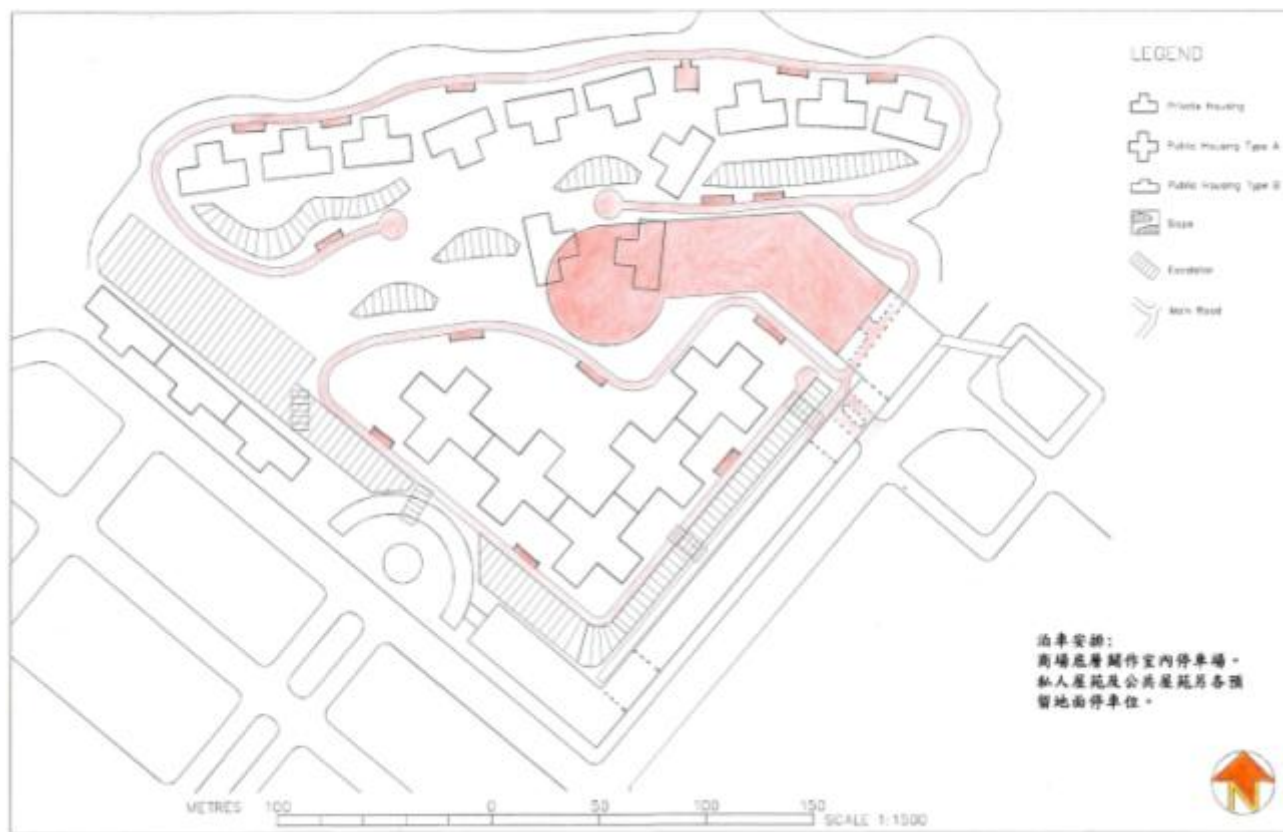 LEGEND
Private Housing
Public Housing Type A
Public Housing Type B
Slope
Escalator
Main Road
泊車安排：
商場底層闢作室內停車場。
私人屋苑及公共屋苑另各預
留地面停車位。
N
METRES 100 0 50 100 150
SCALE 1:1500